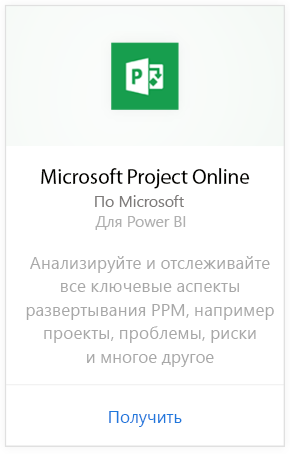 Microsoft Project Online
По Microsoft
Для Power BI
Анализируйте и отслеживайте
все ключевые аспекты
развертывания PPM, например
проекты, проблемы, риски
и многое другое
Получить